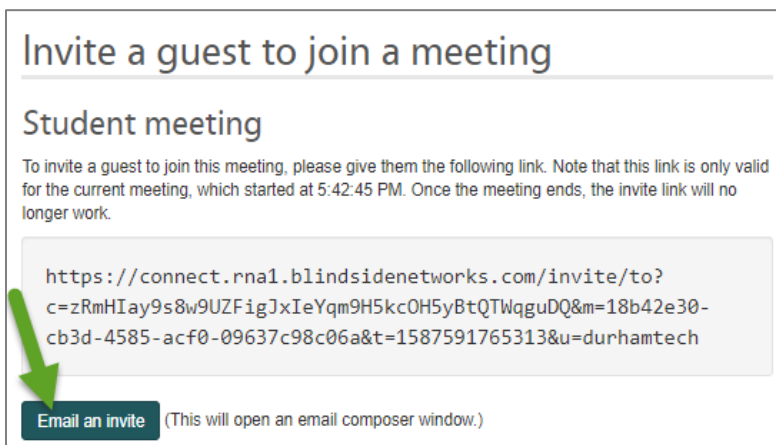 Invite a guest to join a meeting
Student meeting
To invite a guest to join this meeting, please give them the following link. Note that this link is only valid
for the current meeting, which started at 5:42:45 PM. Once the meeting ends, the invite link will no
longer work.
https://connect.rna1.blindsidenetworks.com/invite/to?
c=zRmHIay9s8w9UZFigJxIeYqm9H5kcOH5yBtQTWqguDQ&m=18b42e30-
cb3d-4585-acf0-09637c98c06a&t=1587591765313&u=durhamtech
Email an invite (This will open an email composer window.)